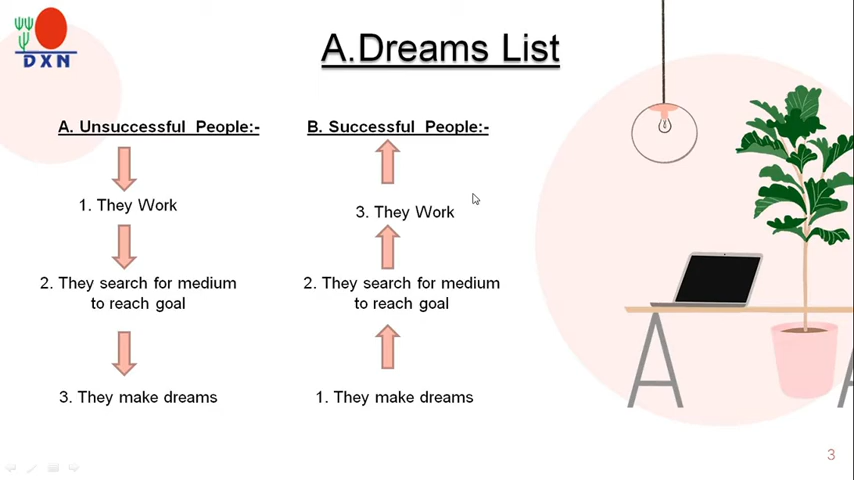 DXN
A.Dreams List
A. Unsuccessful People:-
1. They Work
2. They search for medium
to reach goal
3. They make dreams
B. Successful People:-
3. They Work
2. They search for medium
to reach goal
1. They make dreams
3